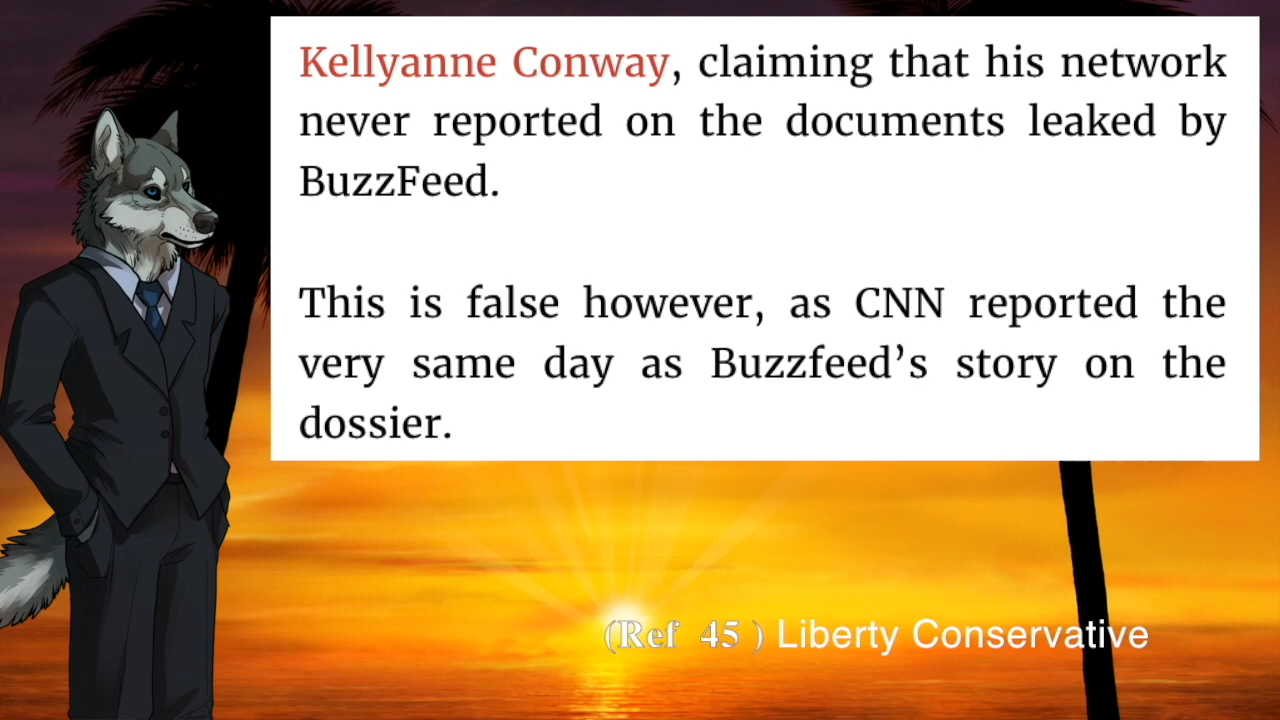 Kellyanne Conway, claiming that his network
never reported on the documents leaked by
BuzzFeed.
This is false however, as CNN reported the
very same day as Buzzfeed’s story on the
dossier.
(Ref 45 ) Liberty Conservative